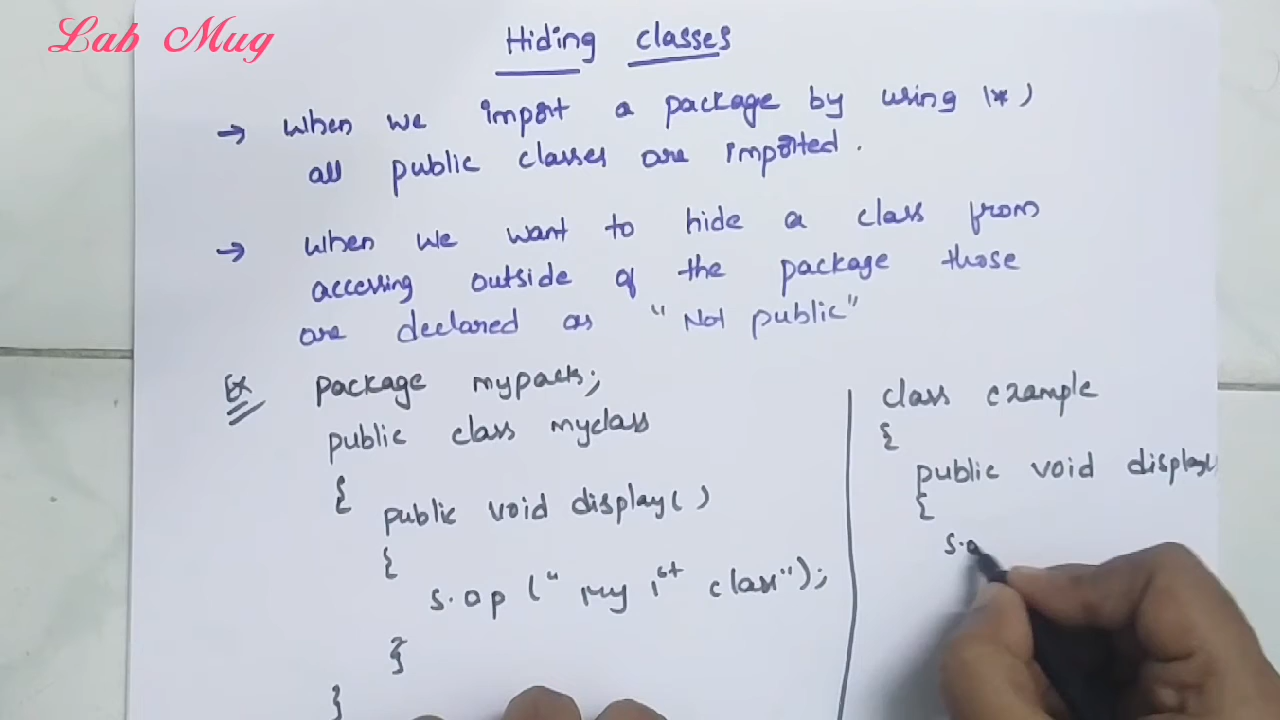 Lab Mug
Hiding classes
→ When we import a package by using (*)
all public classes are imported.
→ When we want to hide a class from
accessing outside of the package those
are declared as "Not public"
Ex package mypack;
public class myclass
{
public void display()
{
s.op ("My 1st class");
}
}
class example
{
public void display(
{
s.o